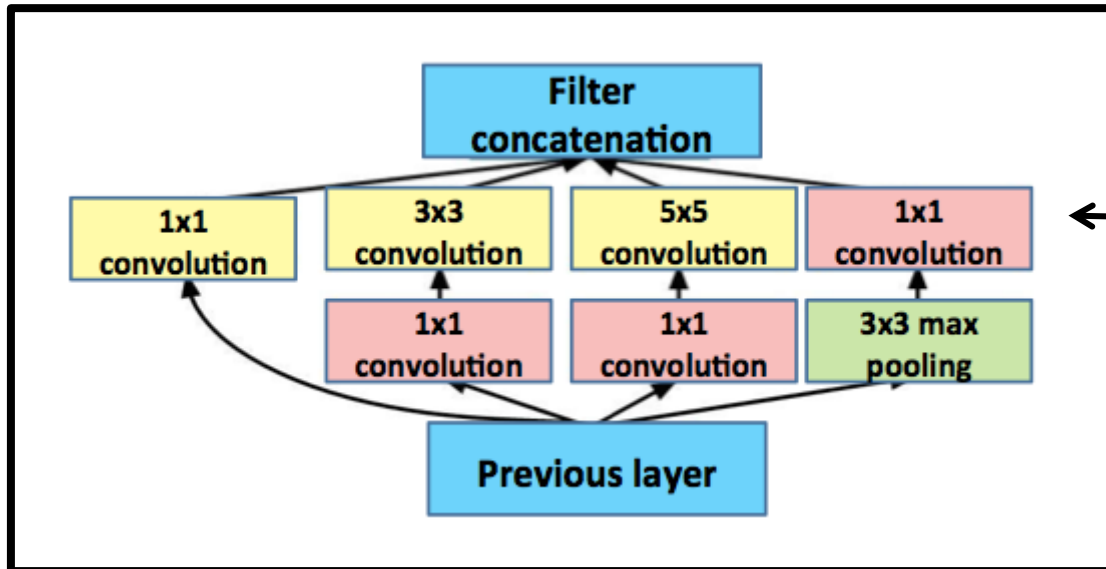 Filter
concatenation
1x1
convolution
3x3
convolution
5x5
convolution
1x1
convolution
1x1
convolution
1x1
convolution
3x3 max
pooling
Previous layer